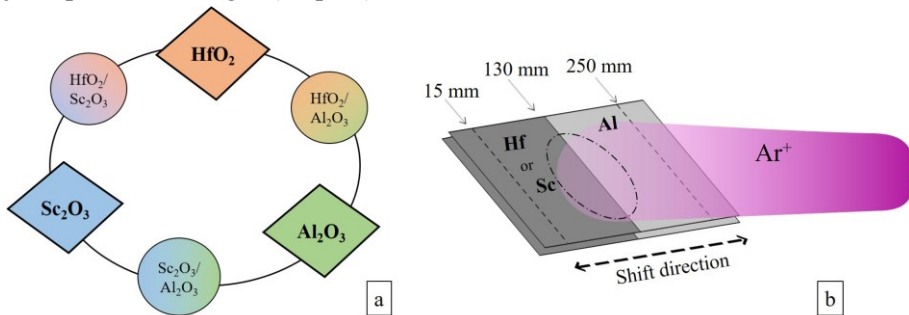 HfO₂
HfO₂/
Sc₂O₃
HfO₂/
Al₂O₃
Sc₂O₃
Al₂O₃
Sc₂O₃/
Al₂O₃
a
15 mm
130 mm
250 mm
Hf
or
Sc
Al
Ar⁺
Shift direction
b